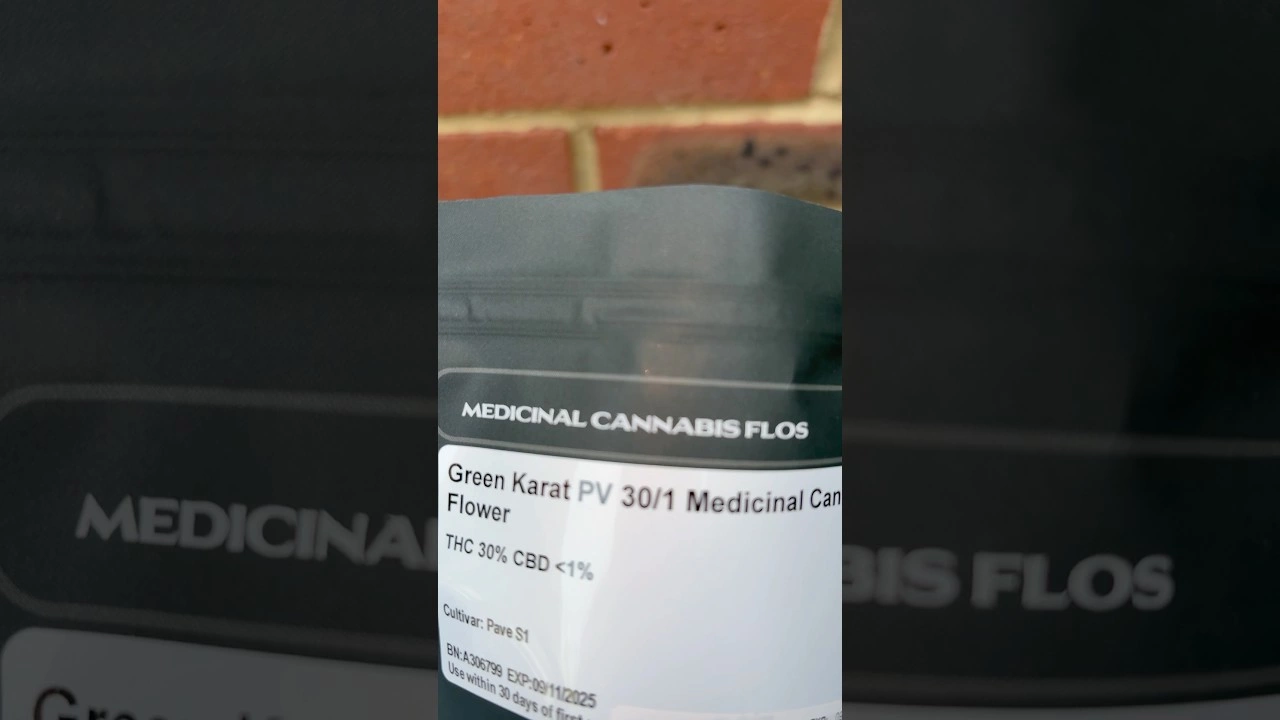 MEDICINAL CANNABIS FLOS
Green Karat PV 30/1 Medicinal Can
Flower
THC 30% CBD <1%
Cultivar: Pave S1
BN:A306799 EXP:09/11/2025
Use within 30 days of first